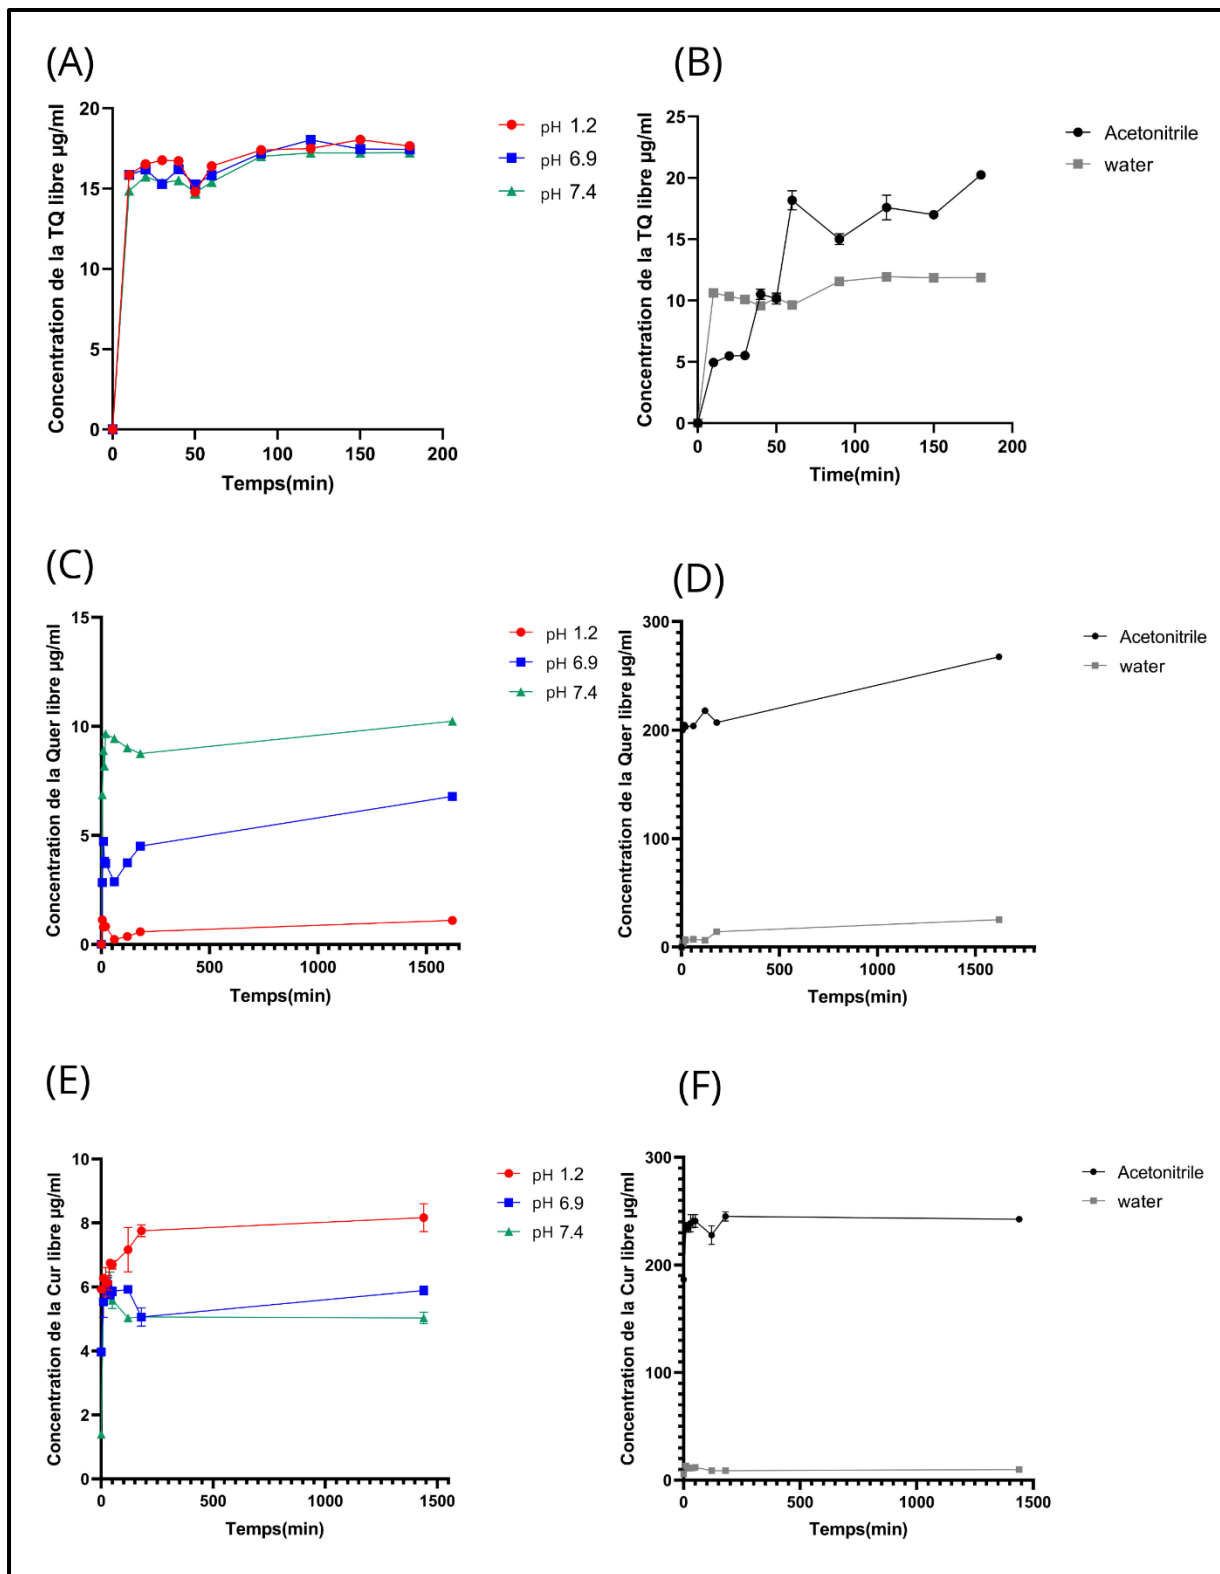 (A)
Concentration de la TQ libre µg/ml
20
15
10
5
0
0 50 100 150 200
Temps(min)
pH 1.2
pH 6.9
pH 7.4
(B)
Concentration de la TQ libre µg/ml
25
20
15
10
5
0
0 50 100 150 200
Time(min)
Acetonitrile
water
(C)
Concentration de la Quer libre µg/ml
15
10
5
0
0 500 1000 1500
Temps(min)
pH 1.2
pH 6.9
pH 7.4
(D)
Concentration de la Quer libre µg/ml
300
200
100
0
0 500 1000 1500
Temps(min)
Acetonitrile
water
(E)
Concentration de la Cur libre µg/ml
10
8
6
4
2
0
0 500 1000 1500
Temps(min)
pH 1.2
pH 6.9
pH 7.4
(F)
Concentration de la Cur libre µg/ml
300
200
100
0
0 500 1000 1500
Temps(min)
Acetonitrile
water